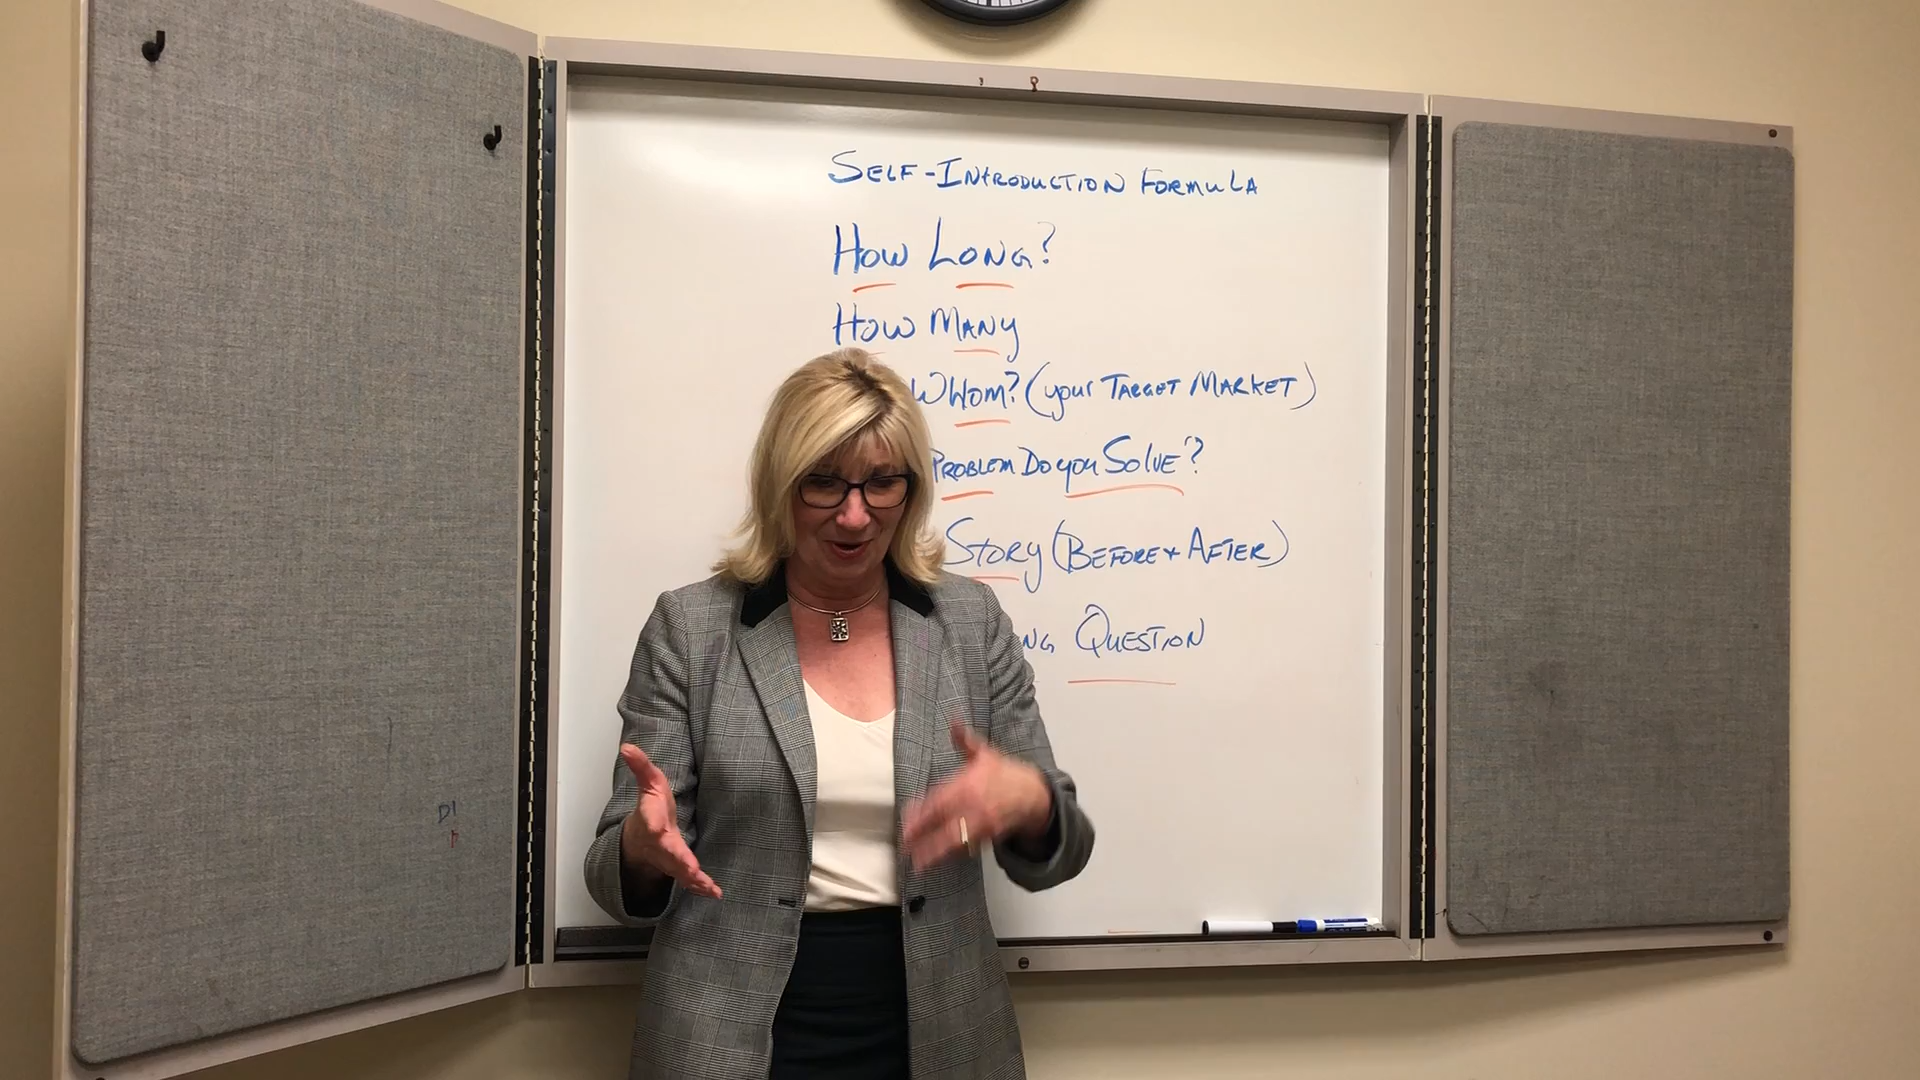 SELF-INTRODUCTION FORMULA
HOW LONG?
HOW MANY
WHOM? (your TARGET MARKET)
PROBLEM DO you SOLVE?
STORY (BEFORE + AFTER)
NG QUESTION